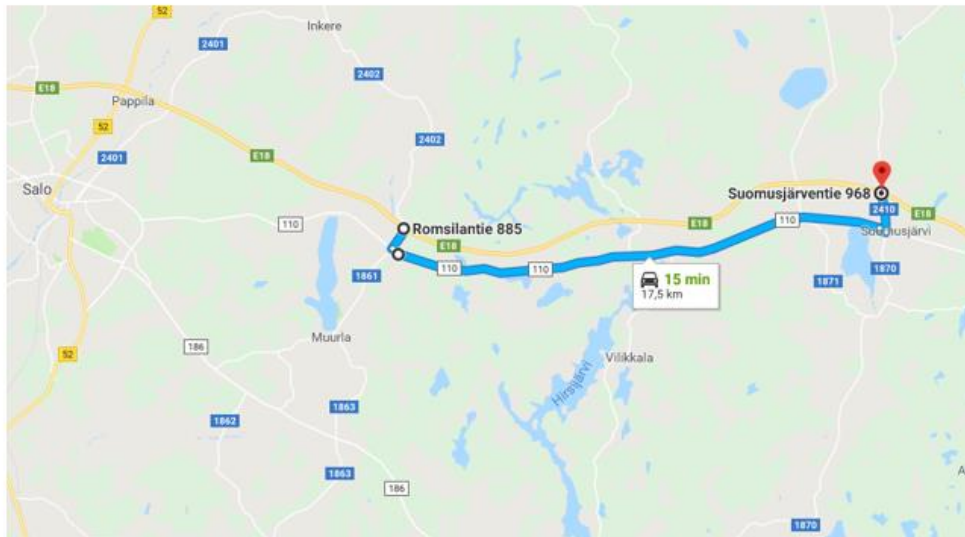 52
Inkere
2401
2402
E18
Pappila
52
2402
2401
E18
Salo
Suomusjärventie 968
2410
110
Romsilantie 885
E18
110
E18
E18
Suomusjärvi
110
110
1861
15 min
17,5 km
1871
1870
Muurla
186
52
Vilikkala
Hirsijärvi
1863
1862
1863
186
1870
A